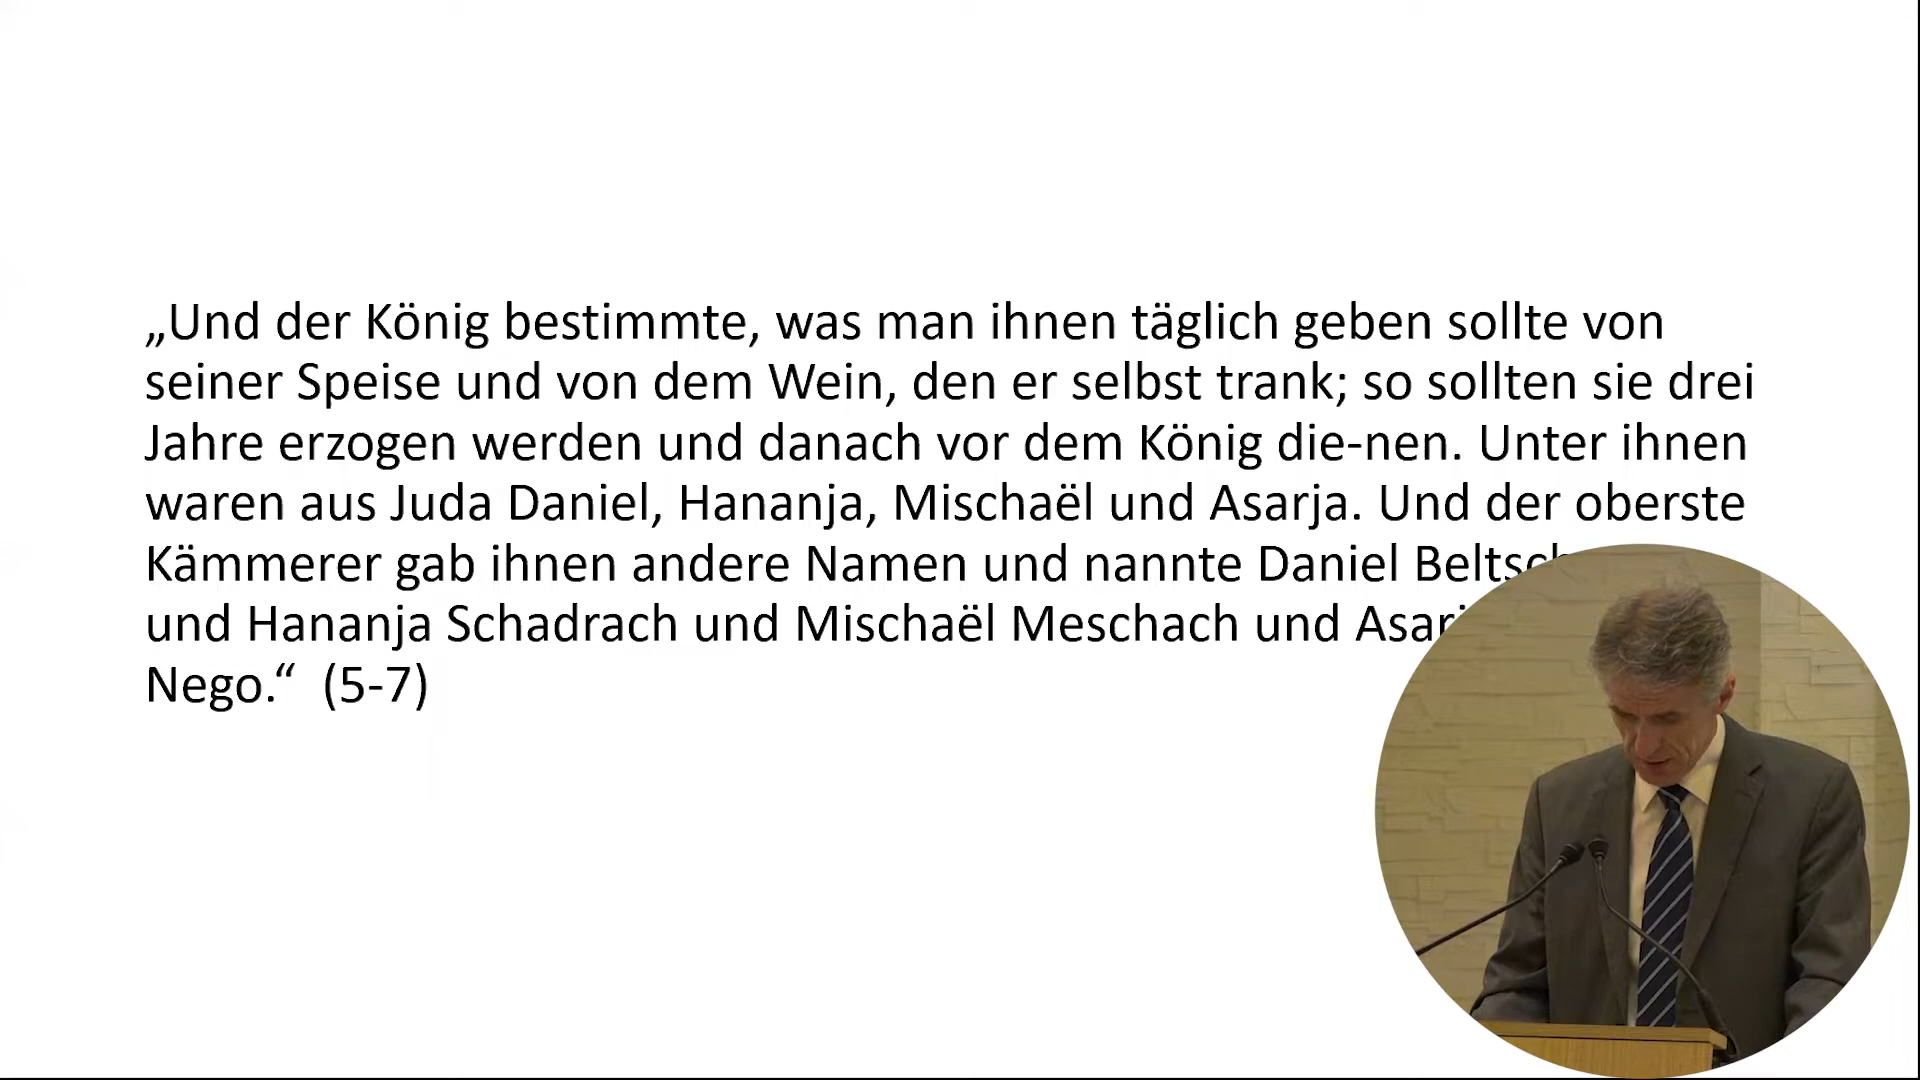 „Und der König bestimmte, was man ihnen täglich geben sollte von
seiner Speise und von dem Wein, den er selbst trank; so sollten sie drei
Jahre erzogen werden und danach vor dem König die-nen. Unter ihnen
waren aus Juda Daniel, Hananja, Mischaël und Asarja. Und der oberste
Kämmerer gab ihnen andere Namen und nannte Daniel
und Hananja Schadrach und Mischaël Meschach und
Nego.“ (5-7)